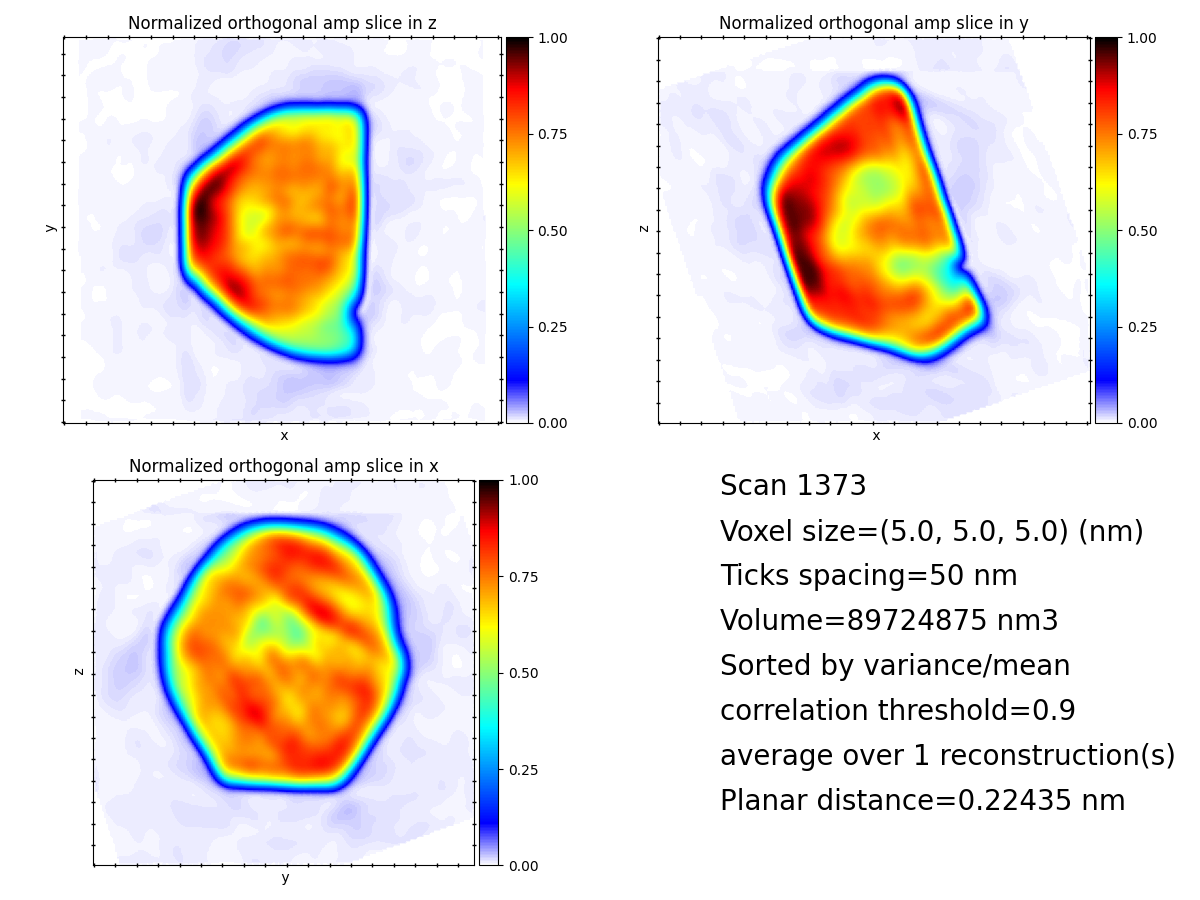 Normalized orthogonal amp slice in z
y
x
1.00
0.75
0.50
0.25
0.00
Normalized orthogonal amp slice in y
z
x
1.00
0.75
0.50
0.25
0.00
Normalized orthogonal amp slice in x
z
y
1.00
0.75
0.50
0.25
0.00
Scan 1373
Voxel size=(5.0, 5.0, 5.0) (nm)
Ticks spacing=50 nm
Volume=89724875 nm3
Sorted by variance/mean
correlation threshold=0.9
average over 1 reconstruction(s)
Planar distance=0.22435 nm